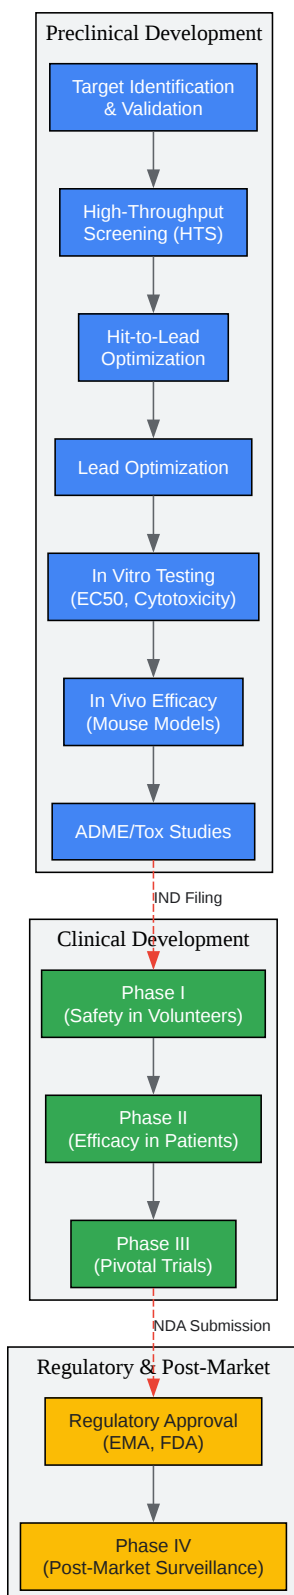 Preclinical Development
Target Identification
& Validation
High-Throughput
Screening (HTS)
Hit-to-Lead
Optimization
Lead Optimization
In Vitro Testing
(EC50, Cytotoxicity)
In Vivo Efficacy
(Mouse Models)
ADME/Tox Studies
IND Filing
Clinical Development
Phase I
(Safety in Volunteers)
Phase II
(Efficacy in Patients)
Phase III
(Pivotal Trials)
NDA Submission
Regulatory & Post-Market
Regulatory Approval
(EMA, FDA)
Phase IV
(Post-Market Surveillance)